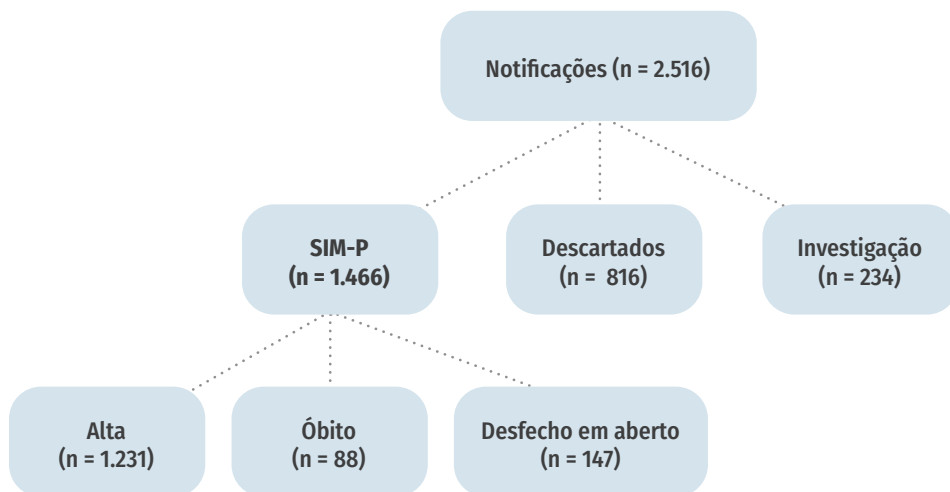 Notificações (n = 2.516)
SIM-P
(n = 1.466)
Descartados
(n = 816)
Investigação
(n = 234)
Alta
(n = 1.231)
Óbito
(n = 88)
Desfecho em aberto
(n = 147)